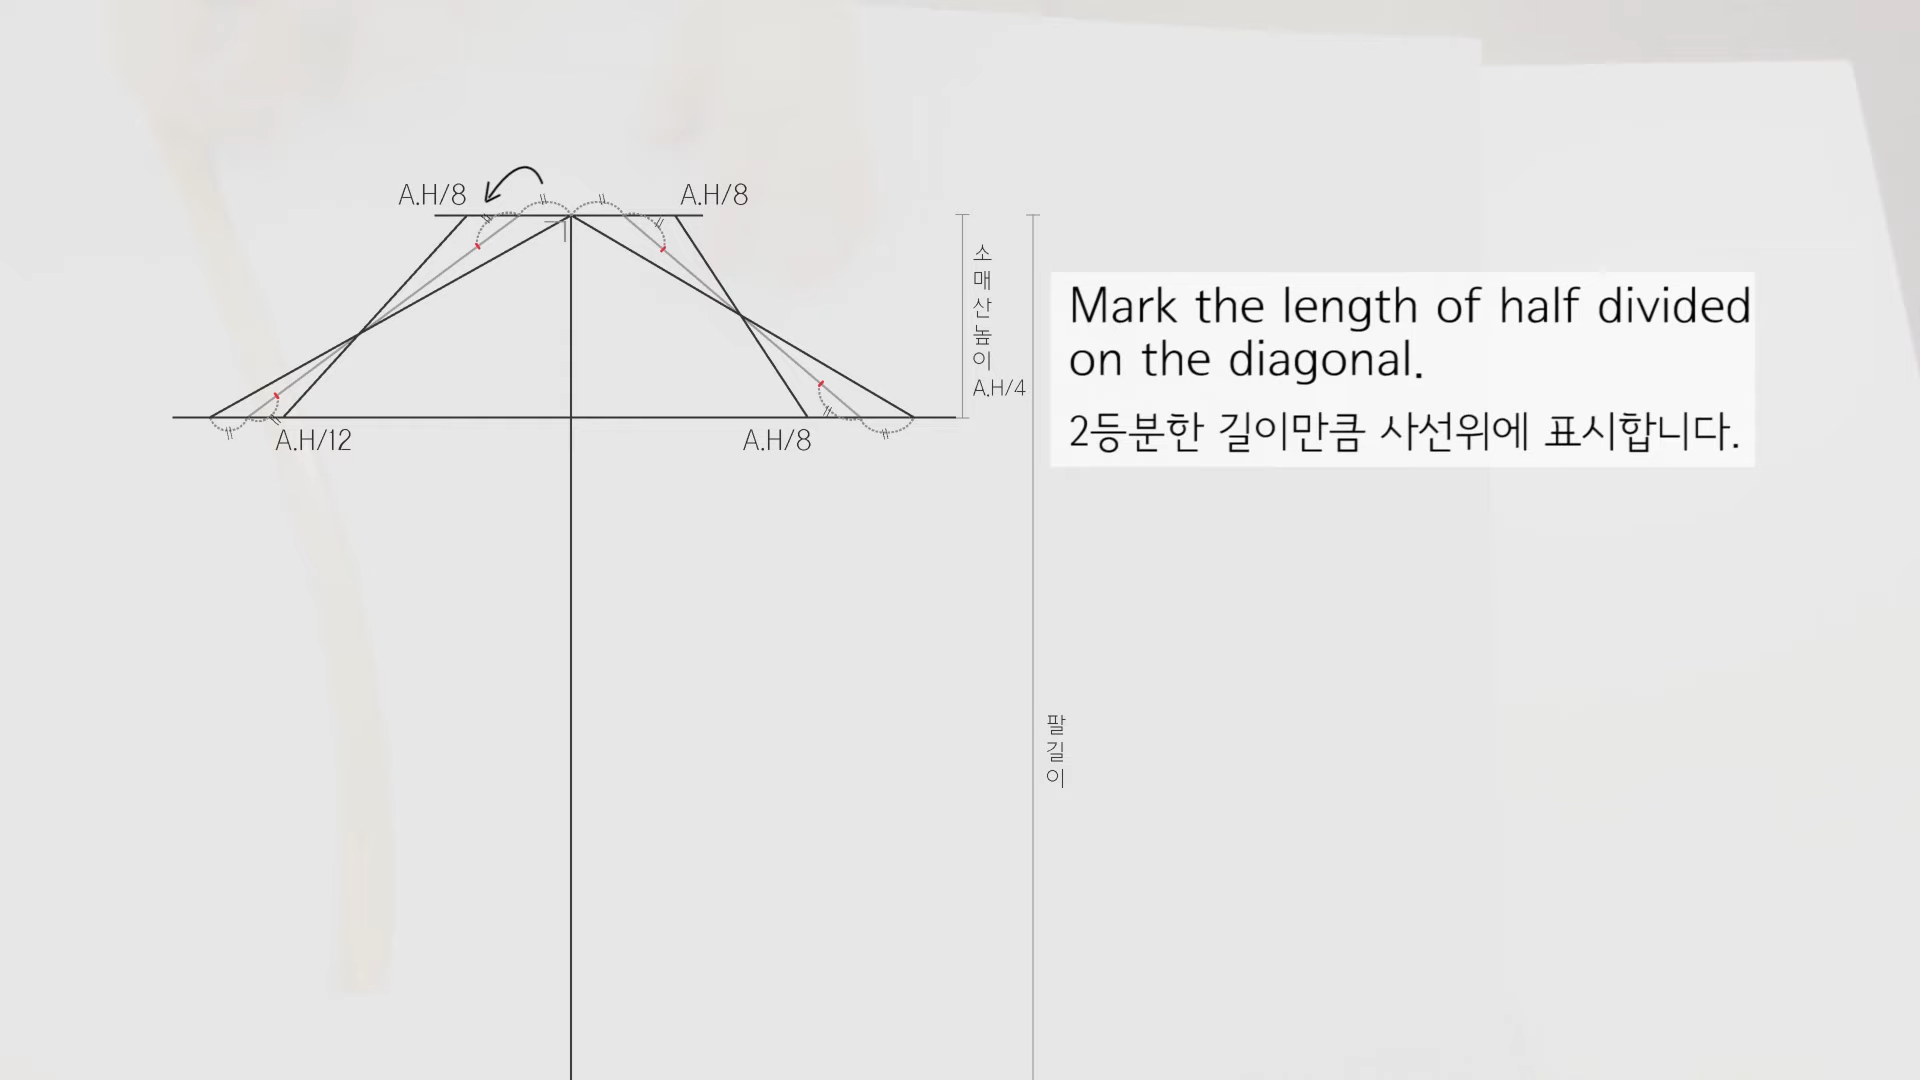 A.H/8
A.H/8
소매산높이
A.H/4
A.H/12
A.H/8
Mark the length of half divided
on the diagonal.
2등분한 길이만큼 사선위에 표시합니다.
팔길이